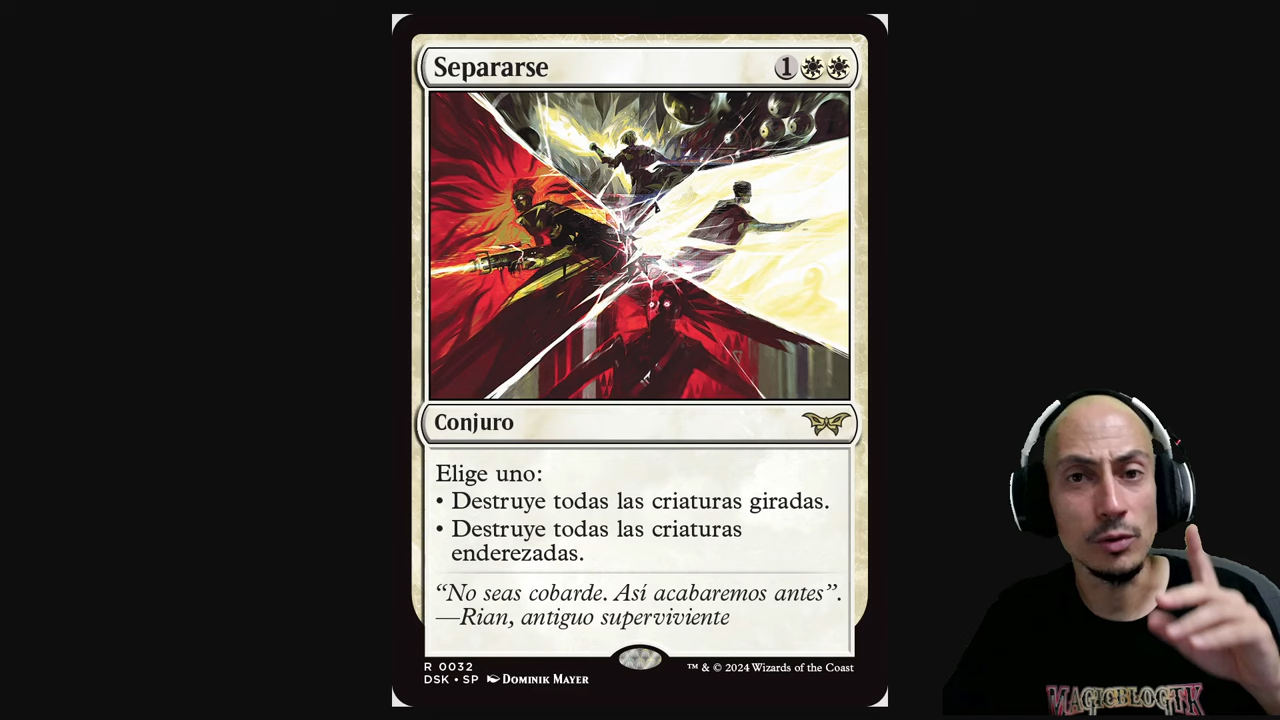 Separarse
1
Conjuro
Elige uno:
• Destruye todas las criaturas giradas.
• Destruye todas las criaturas
enderezadas.
“No seas cobarde. Así acabaremos antes”.
—Rian, antiguo superviviente
R 0032
DSK • SP DOMINIK MAYER
™ & © 2024 Wizards of the Coast
MAGICBLOGTK